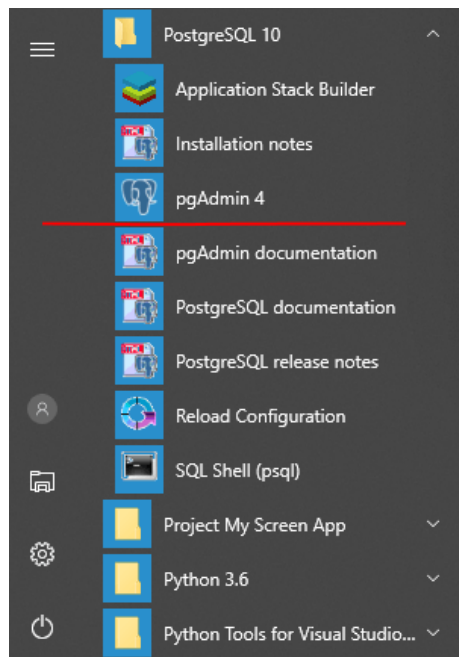 PostgreSQL 10
Application Stack Builder
Installation notes
pgAdmin 4
pgAdmin documentation
PostgreSQL documentation
PostgreSQL release notes
Reload Configuration
SQL Shell (psql)
Project My Screen App
Python 3.6
Python Tools for Visual Studio...